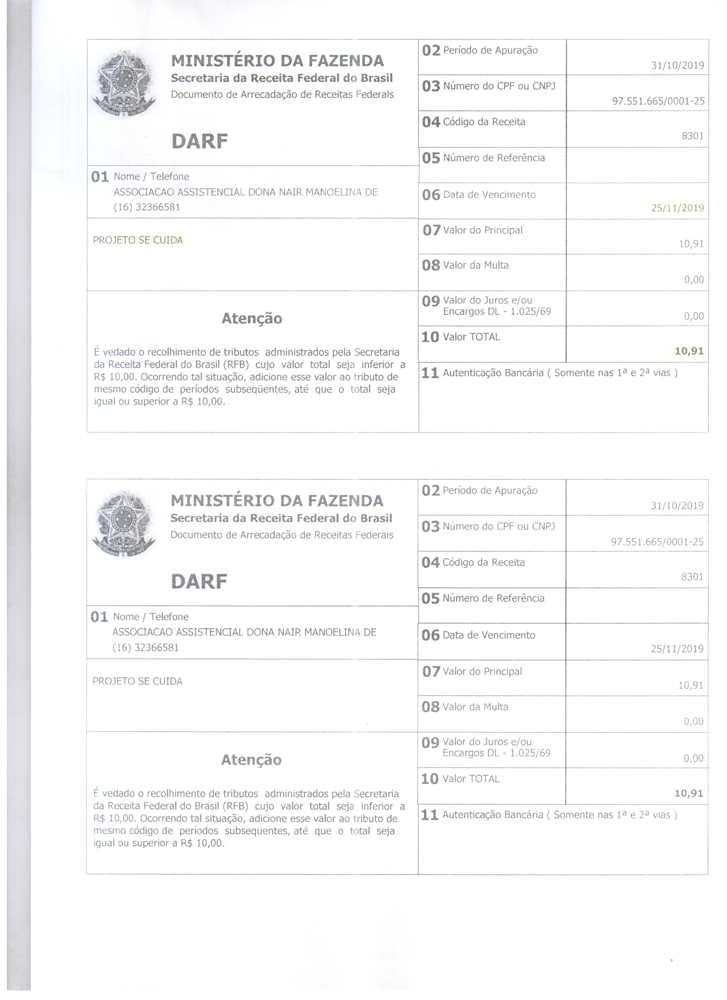 MINISTÉRIO DA FAZENDA
Secretaria da Receita Federal do Brasil
Documento de Arrecadação de Receitas Federais
DARF
01 Nome / Telefone
ASSOCIACAO ASSISTENCIAL DONA NAIR MANOELINA DE
(16) 32366581
PROJETO SE CUIDA
Atenção
É vedado o recolhimento de tributos administrados pela Secretaria
da Receita Federal do Brasil (RFB) cujo valor total seja inferior a
R$ 10,00. Ocorrendo tal situação, adicione esse valor ao tributo de
mesmo código de períodos subseqüentes, até que o total seja
igual ou superior a R$ 10,00.
02 Período de Apuração
31/10/2019
03 Número do CPF ou CNPJ
97.551.665/0001-25
04 Código da Receita
8301
05 Número de Referência
06 Data de Vencimento
25/11/2019
07 Valor do Principal
10,91
08 Valor da Multa
0,00
09 Valor do Juros e/ou
Encargos DL - 1.025/69
0,00
10 Valor TOTAL
10,91
11 Autenticação Bancária ( Somente nas 1ª e 2ª vias )
MINISTÉRIO DA FAZENDA
Secretaria da Receita Federal do Brasil
Documento de Arrecadação de Receitas Federais
DARF
01 Nome / Telefone
ASSOCIACAO ASSISTENCIAL DONA NAIR MANOELINA DE
(16) 32366581
PROJETO SE CUIDA
Atenção
É vedado o recolhimento de tributos administrados pela Secretaria
da Receita Federal do Brasil (RFB) cujo valor total seja inferior a
R$ 10,00. Ocorrendo tal situação, adicione esse valor ao tributo de
mesmo código de períodos subseqüentes, até que o total seja
igual ou superior a R$ 10,00.
02 Período de Apuração
31/10/2019
03 Número do CPF ou CNPJ
97.551.665/0001-25
04 Código da Receita
8301
05 Número de Referência
06 Data de Vencimento
25/11/2019
07 Valor do Principal
10,91
08 Valor da Multa
0,00
09 Valor do Juros e/ou
Encargos DL - 1.025/69
0,00
10 Valor TOTAL
10,91
11 Autenticação Bancária ( Somente nas 1ª e 2ª vias )